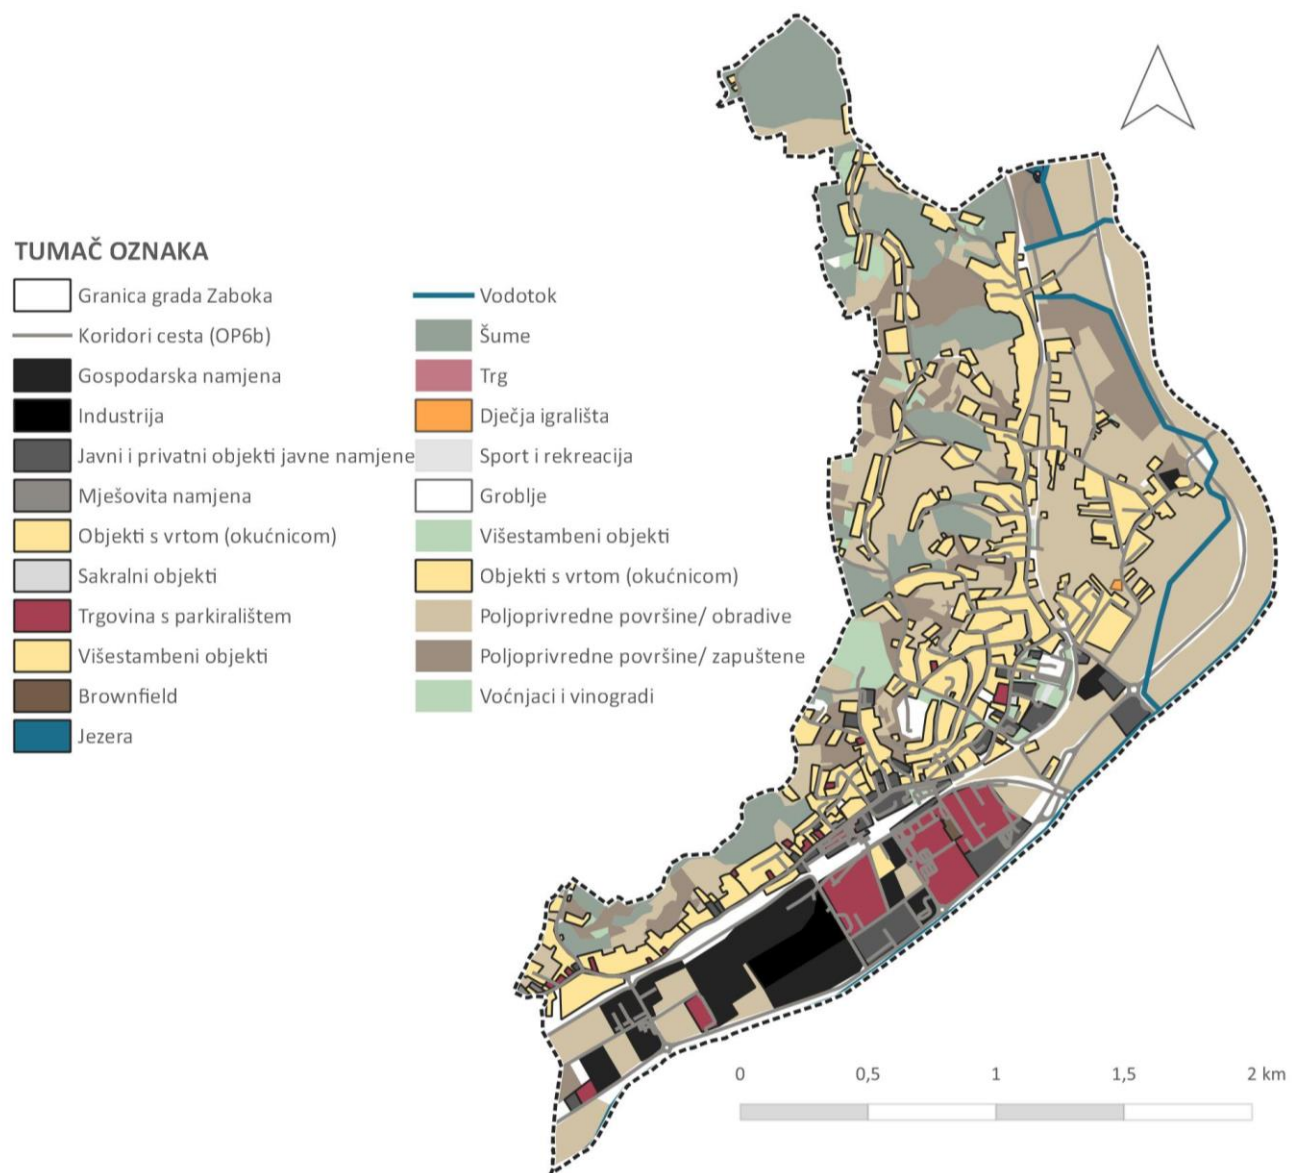 TUMAČ OZNAKA
Granica grada Zaboka
Koridori cesta (OP6b)
Gospodarska namjena
Industrija
Javni i privatni objekti javne namjene
Mješovita namjena
Objekti s vrtom (okućnicom)
Sakralni objekti
Trgovina s parkiralištem
Višestambeni objekti
Brownfield
Jezera
Vodotok
Šume
Trg
Dječja igrališta
Sport i rekreacija
Groblje
Višestambeni objekti
Objekti s vrtom (okućnicom)
Poljoprivredne površine/ obradive
Poljoprivredne površine/ zapuštene
Voćnjaci i vinogradi
0 0,5 1 1,5 2 km